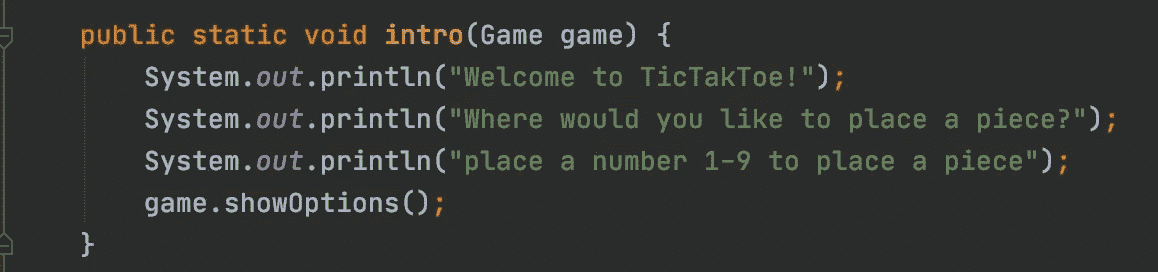 public static void intro(Game game) {
System.out.println("Welcome to TicTakToe!");
System.out.println("Where would you like to place a piece?");
System.out.println("place a number 1-9 to place a piece");
game.showOptions();
}